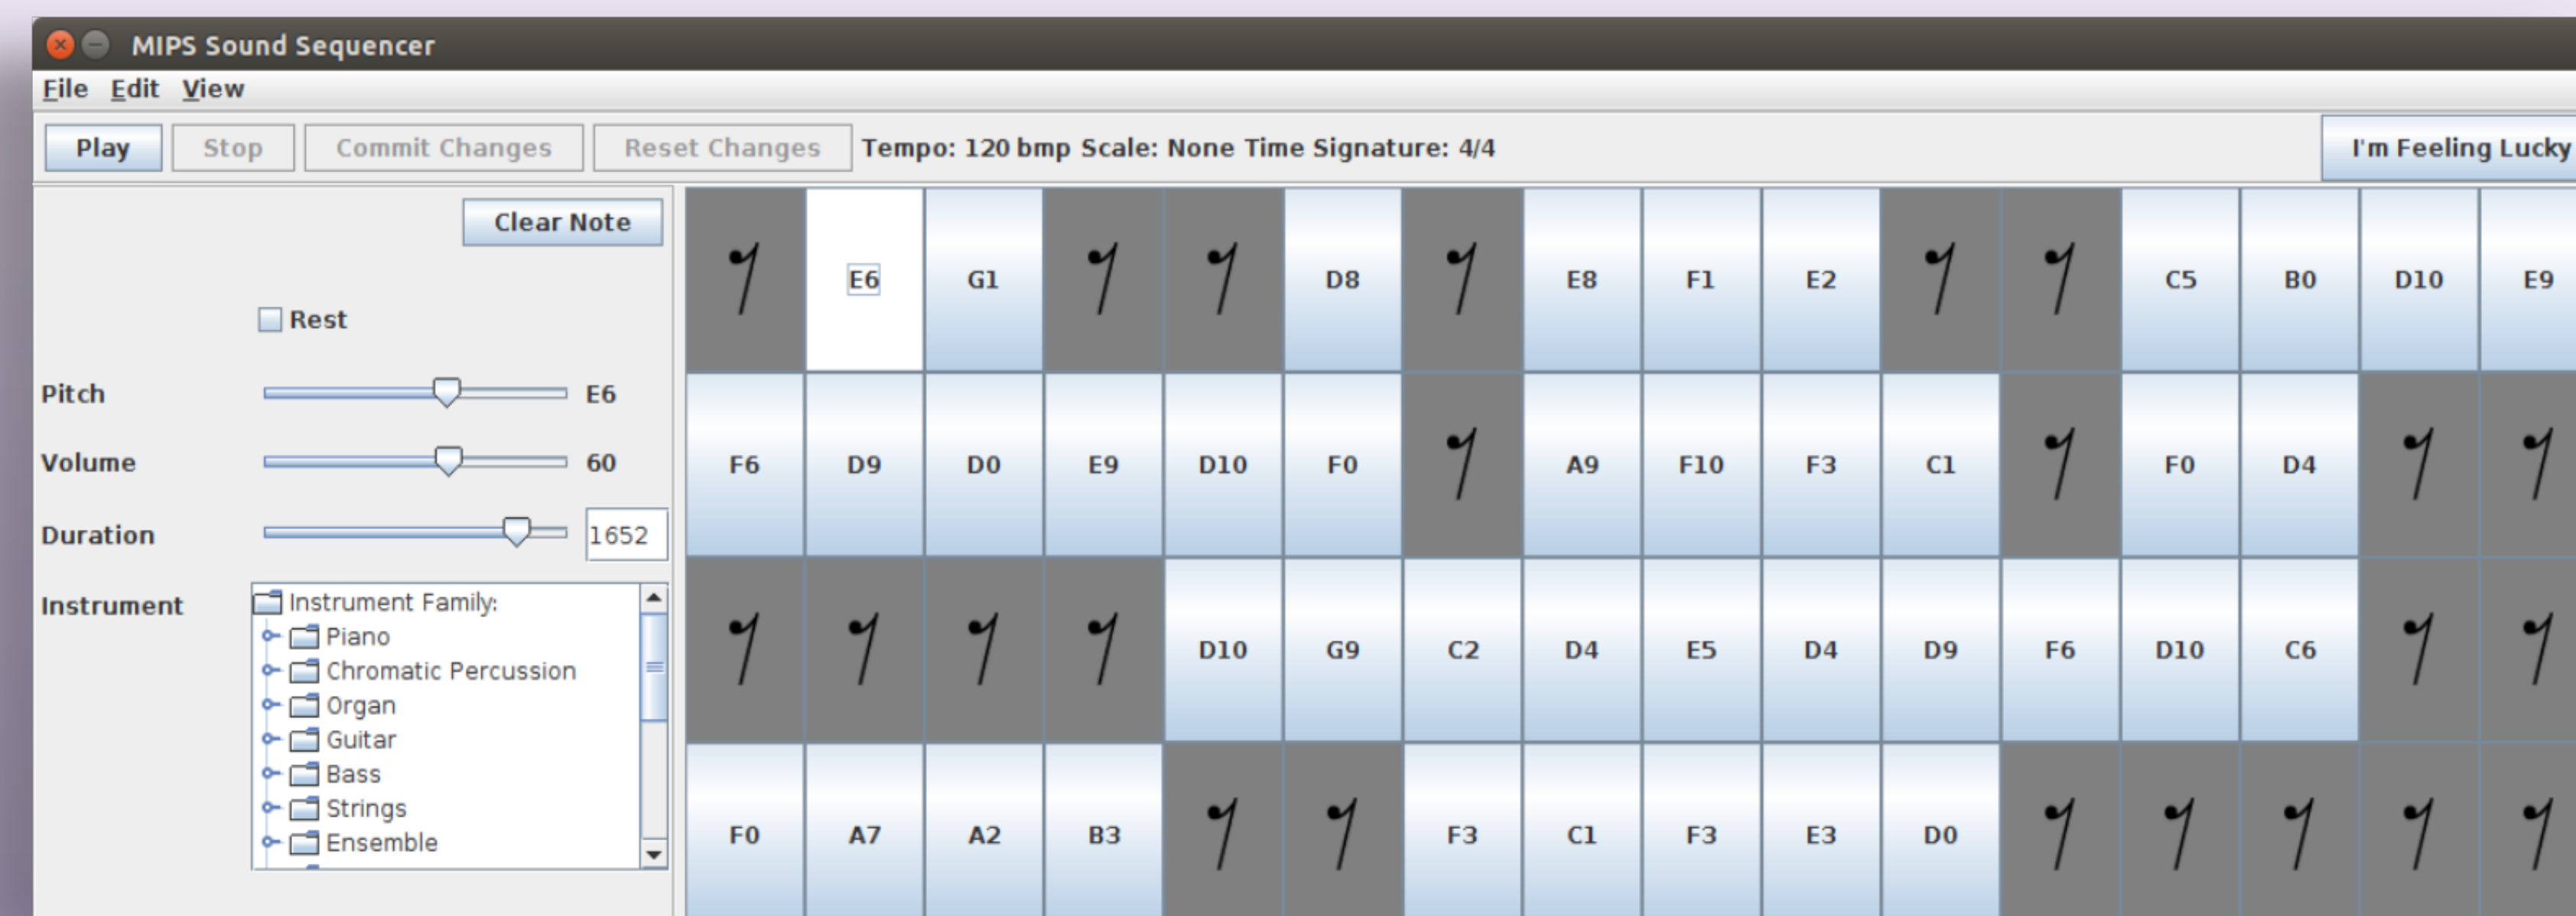 MIPS Sound Sequencer
File Edit View
Play Stop Commit Changes Reset Changes Tempo: 120 bmp Scale: None Time Signature: 4/4 I'm Feeling Lucky
Clear Note
Rest
Pitch E6
Volume 60
Duration 1652
Instrument
Instrument Family:
Piano
Chromatic Percussion
Organ
Guitar
Bass
Strings
Ensemble
E6 G1 D8 E8 F1 E2 C5 B0 D10 E9
F6 D9 D0 E9 D10 F0 A9 F10 F3 C1 F0 D4
D10 G9 C2 D4 E5 D4 D9 F6 D10 C6
F0 A7 A2 B3 F3 C1 F3 E3 D0